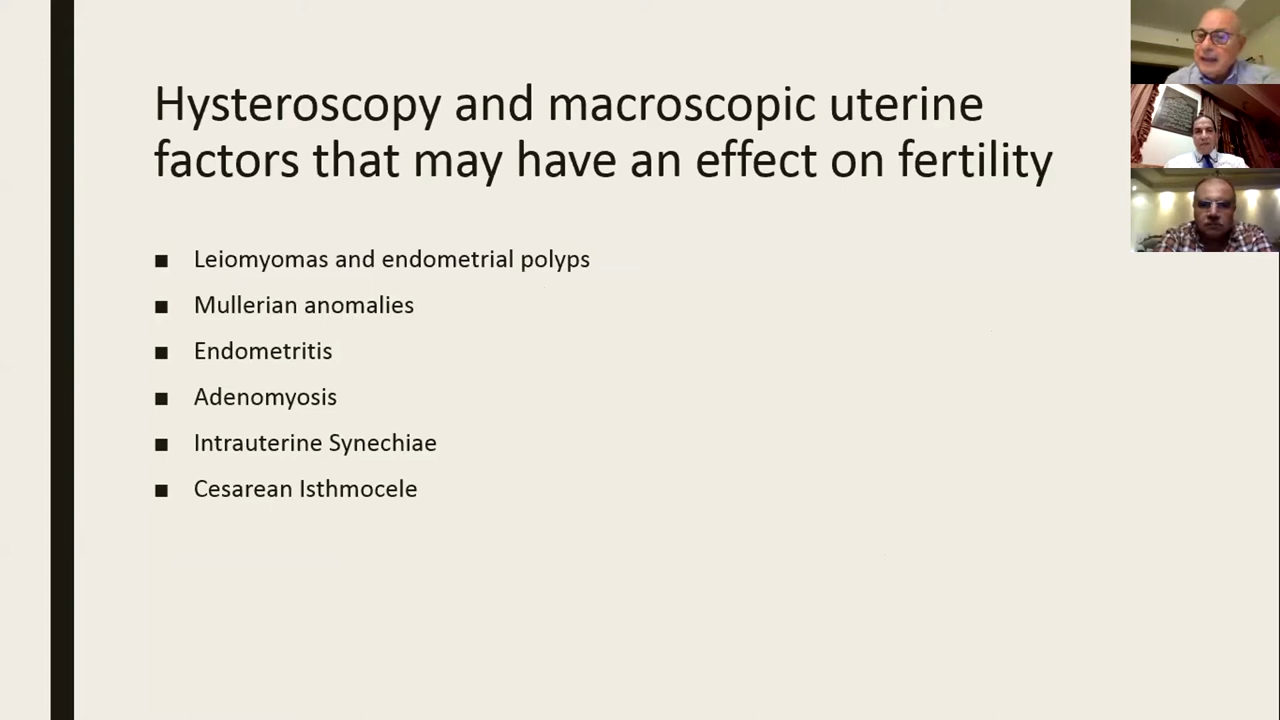 Hysteroscopy and macroscopic uterine
factors that may have an effect on fertility
■ Leiomyomas and endometrial polyps
■ Mullerian anomalies
■ Endometritis
■ Adenomyosis
■ Intrauterine Synechiae
■ Cesarean Isthmocele